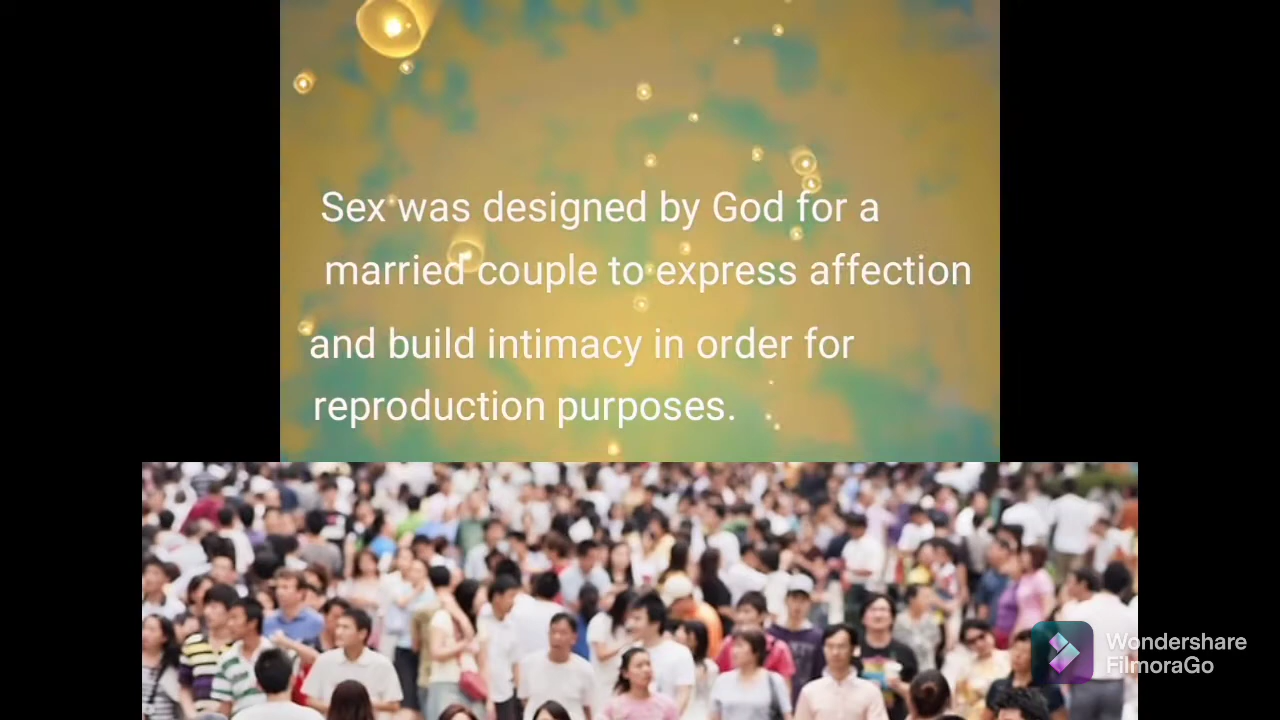 Sex was designed by God for a
married couple to express affection
and build intimacy in order for
reproduction purposes.
Wondershare
FilmoraGo